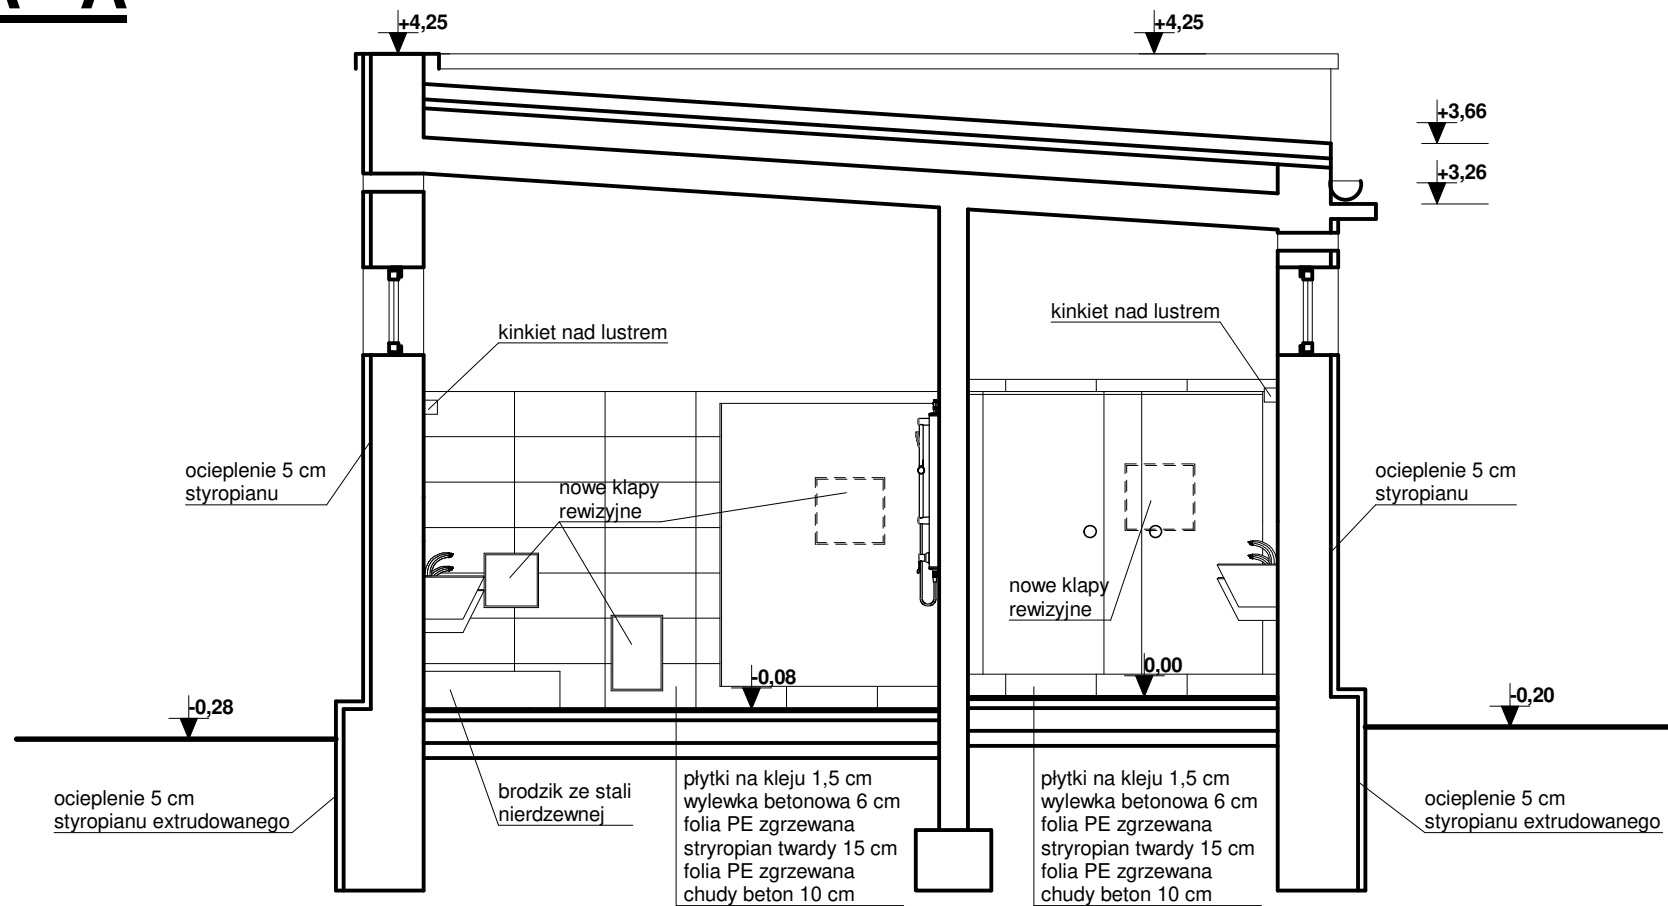 A A
+4,25
+4,25
+3,66
+3,26
kinkiet nad lustrem
kinkiet nad lustrem
ocieplenie 5 cm
styropianu
nowe klapy
rewizyjne
ocieplenie 5 cm
styropianu
nowe klapy
rewizyjne
-0,08
0,00
-0,28
-0,20
ocieplenie 5 cm
styropianu extrudowanego
brodzik ze stali
nierdzewnej
płytki na kleju 1,5 cm
wylewka betonowa 6 cm
folia PE zgrzewana
stryropian twardy 15 cm
folia PE zgrzewana
chudy beton 10 cm
płytki na kleju 1,5 cm
wylewka betonowa 6 cm
folia PE zgrzewana
stryropian twardy 15 cm
folia PE zgrzewana
chudy beton 10 cm
ocieplenie 5 cm
styropianu extrudowanego